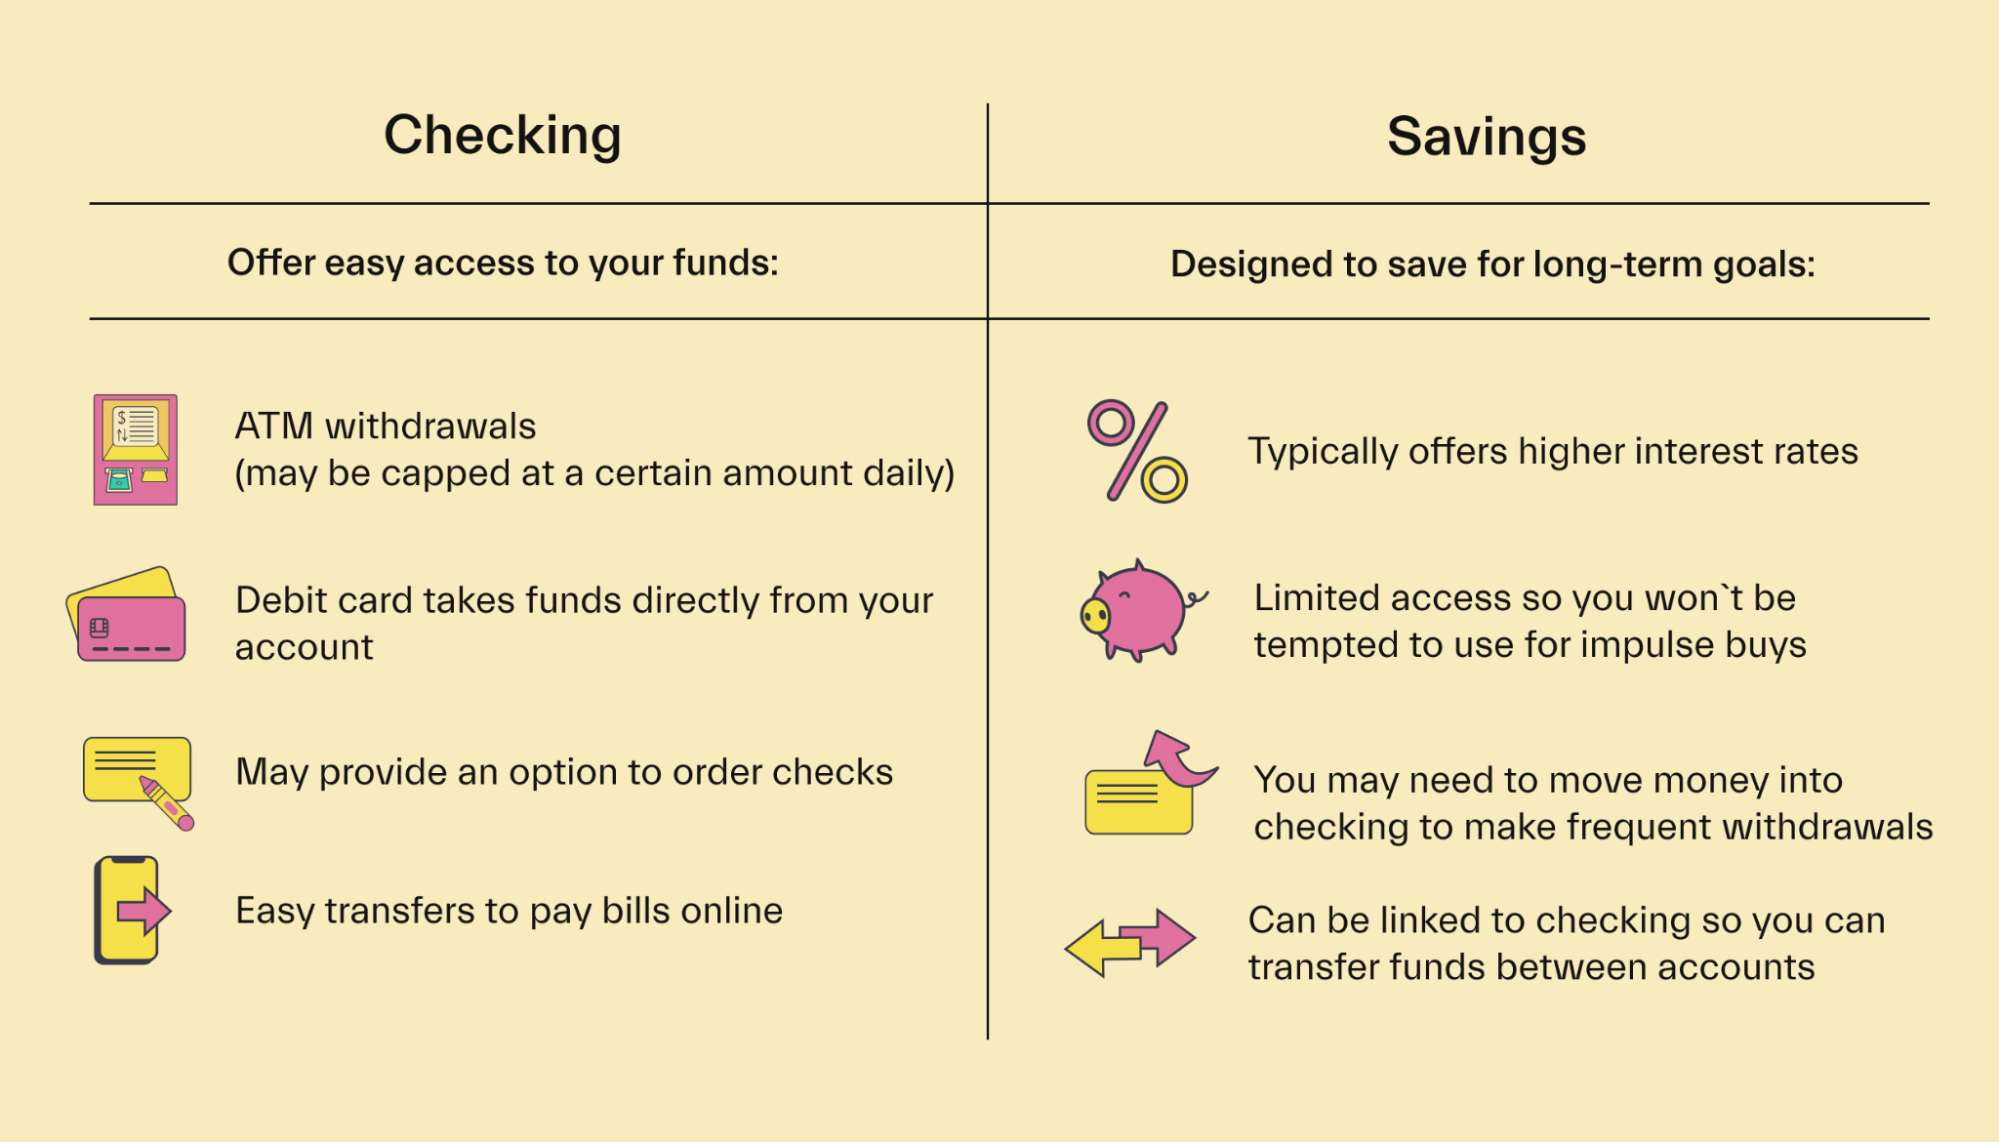 Checking
Offer easy access to your funds:
ATM withdrawals
(may be capped at a certain amount daily)
Debit card takes funds directly from your
account
May provide an option to order checks
Easy transfers to pay bills online
Savings
Designed to save for long-term goals:
Typically offers higher interest rates
Limited access so you won`t be
tempted to use for impulse buys
You may need to move money into
checking to make frequent withdrawals
Can be linked to checking so you can
transfer funds between accounts
$